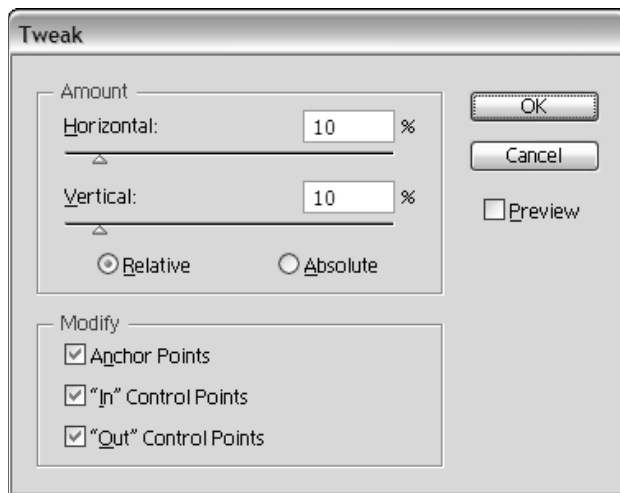 Tweak
Amount
Horizontal: 10 %
Vertical: 10 %
Relative Absolute
OK
Cancel
Preview
Modify
Anchor Points
“In” Control Points
“Out” Control Points